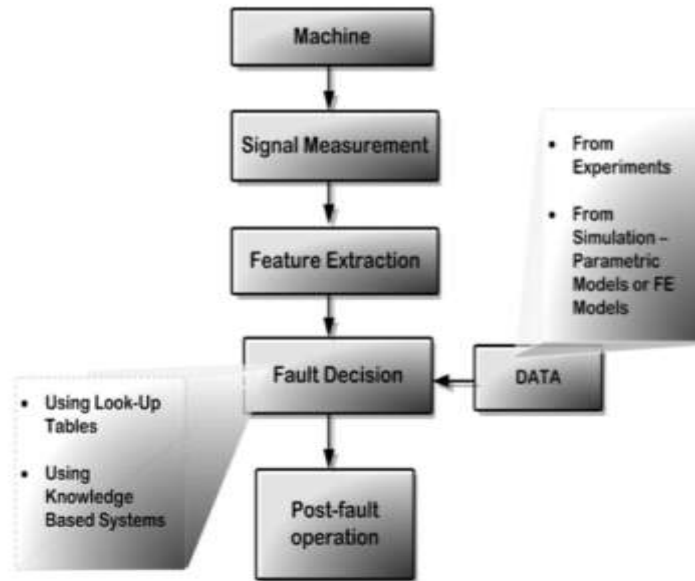 Machine
Signal Measurement
• From
Experiments
• From
Simulation –
Parametric
Models or FE
Models
Feature Extraction
Fault Decision
DATA
• Using Look-Up
Tables
• Using
Knowledge
Based Systems
Post-fault
operation